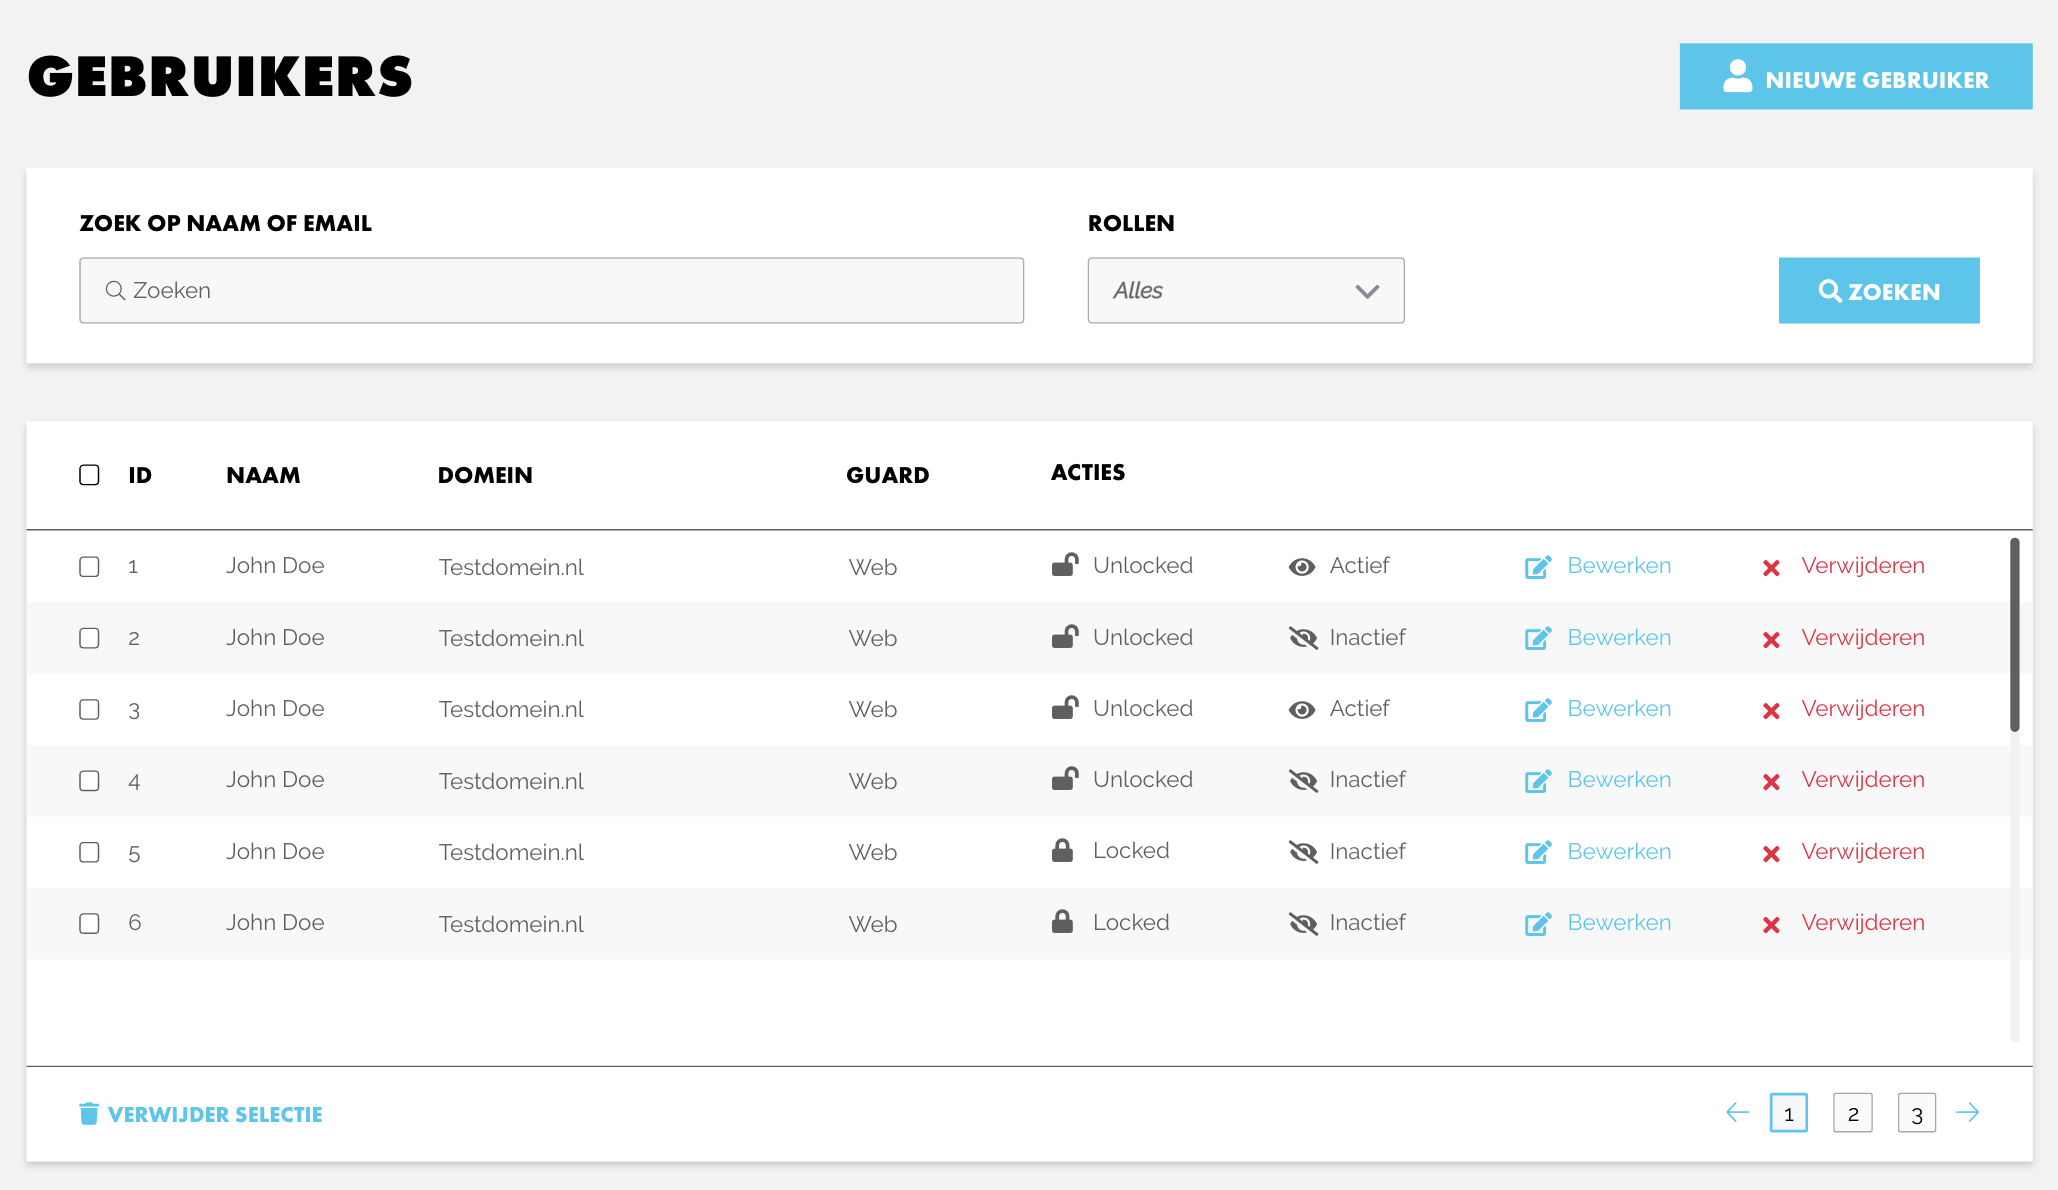 GEBRUIKERS
NIEUWE GEBRUIKER
ZOEK OP NAAM OF EMAIL
ROLLEN
Zoeken
Alles
ZOEKEN
ID NAAM DOMEIN GUARD ACTIES
1 John Doe Testdomein.nl Web Unlocked Actief Bewerken Verwijderen
2 John Doe Testdomein.nl Web Unlocked Inactief Bewerken Verwijderen
3 John Doe Testdomein.nl Web Unlocked Actief Bewerken Verwijderen
4 John Doe Testdomein.nl Web Unlocked Inactief Bewerken Verwijderen
5 John Doe Testdomein.nl Web Locked Inactief Bewerken Verwijderen
6 John Doe Testdomein.nl Web Locked Inactief Bewerken Verwijderen
VERWIJDER SELECTIE
1 2 3